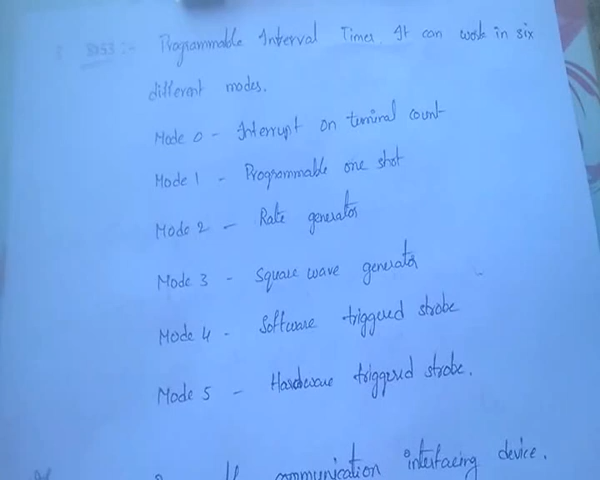 8253 :- Programmable Interval Timer. It can work in six
different modes.
Mode 0 - Interrupt on terminal count
Mode 1 - Programmable one shot
Mode 2 - Rate generator
Mode 3 - Square wave generator
Mode 4 - Software triggered strobe
Mode 5 - Hardware triggered strobe.
communication interfacing device.